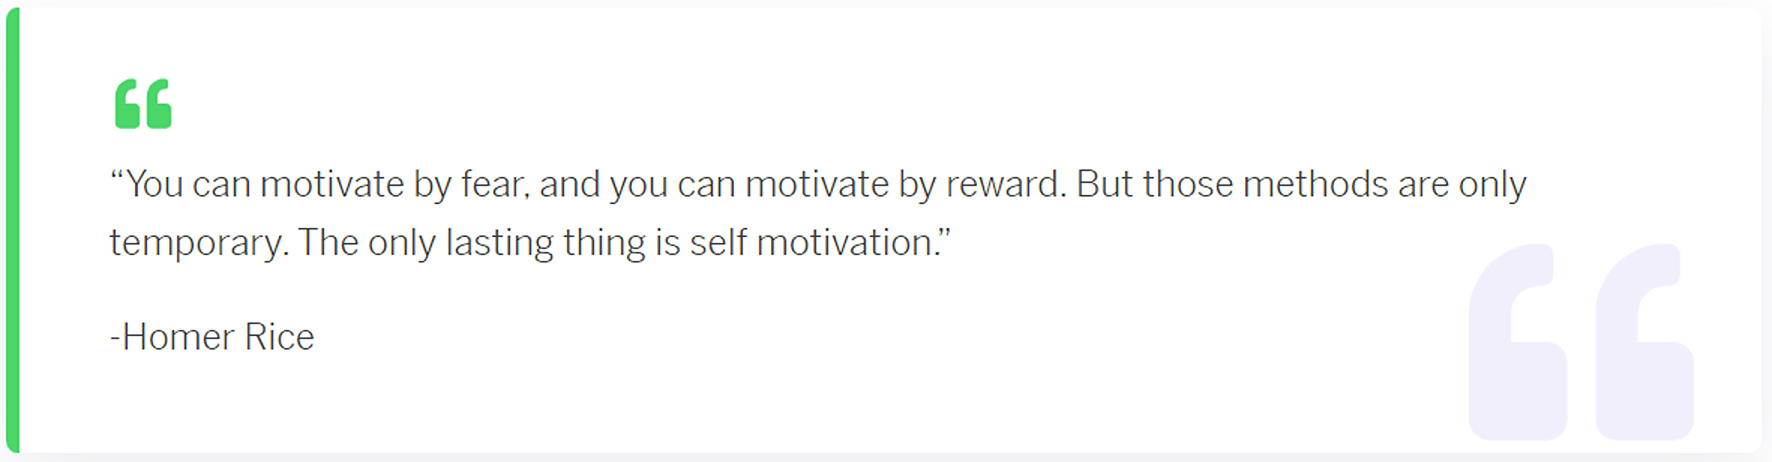 “You can motivate by fear, and you can motivate by reward. But those methods are only
temporary. The only lasting thing is self motivation.”
-Homer Rice